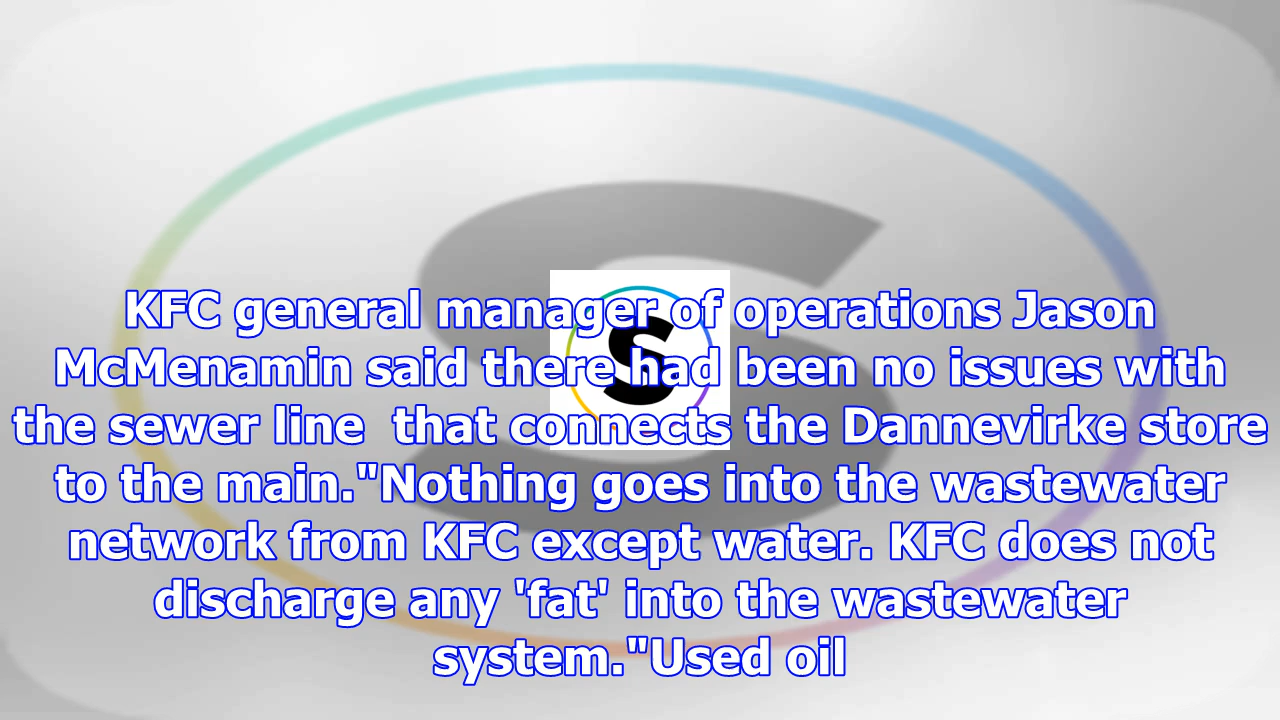 KFC general manager of operations Jason
McMenamin said there had been no issues with
the sewer line  that connects the Dannevirke store
to the main."Nothing goes into the wastewater
network from KFC except water. KFC does not
discharge any 'fat' into the wastewater
system."Used oil